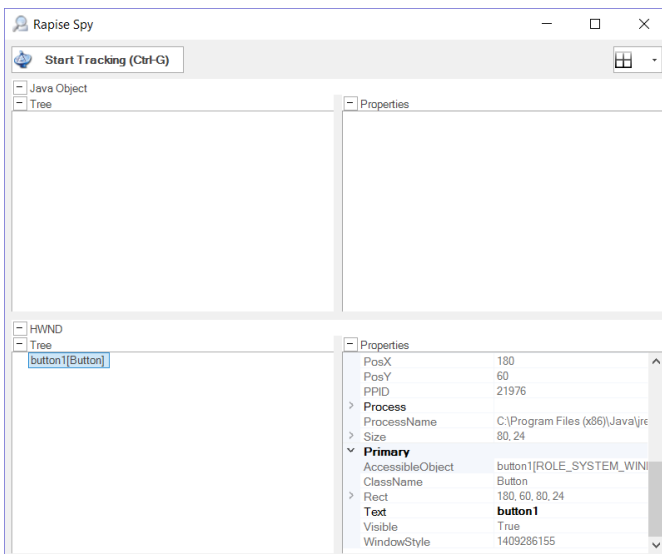 Rapise Spy
Start Tracking (Ctrl-G)
Java Object
Tree
Properties
HWND
Tree
Properties
button1[Button]
PosX 180
PosY 60
PPID 21976
Process
ProcessName C:\Program Files (x86)\Java\jre
Size 80, 24
Primary
AccessibleObject button1[ROLE_SYSTEM_WIN
ClassName Button
Rect 180, 60, 80, 24
Text button1
Visible True
WindowStyle 1409286155